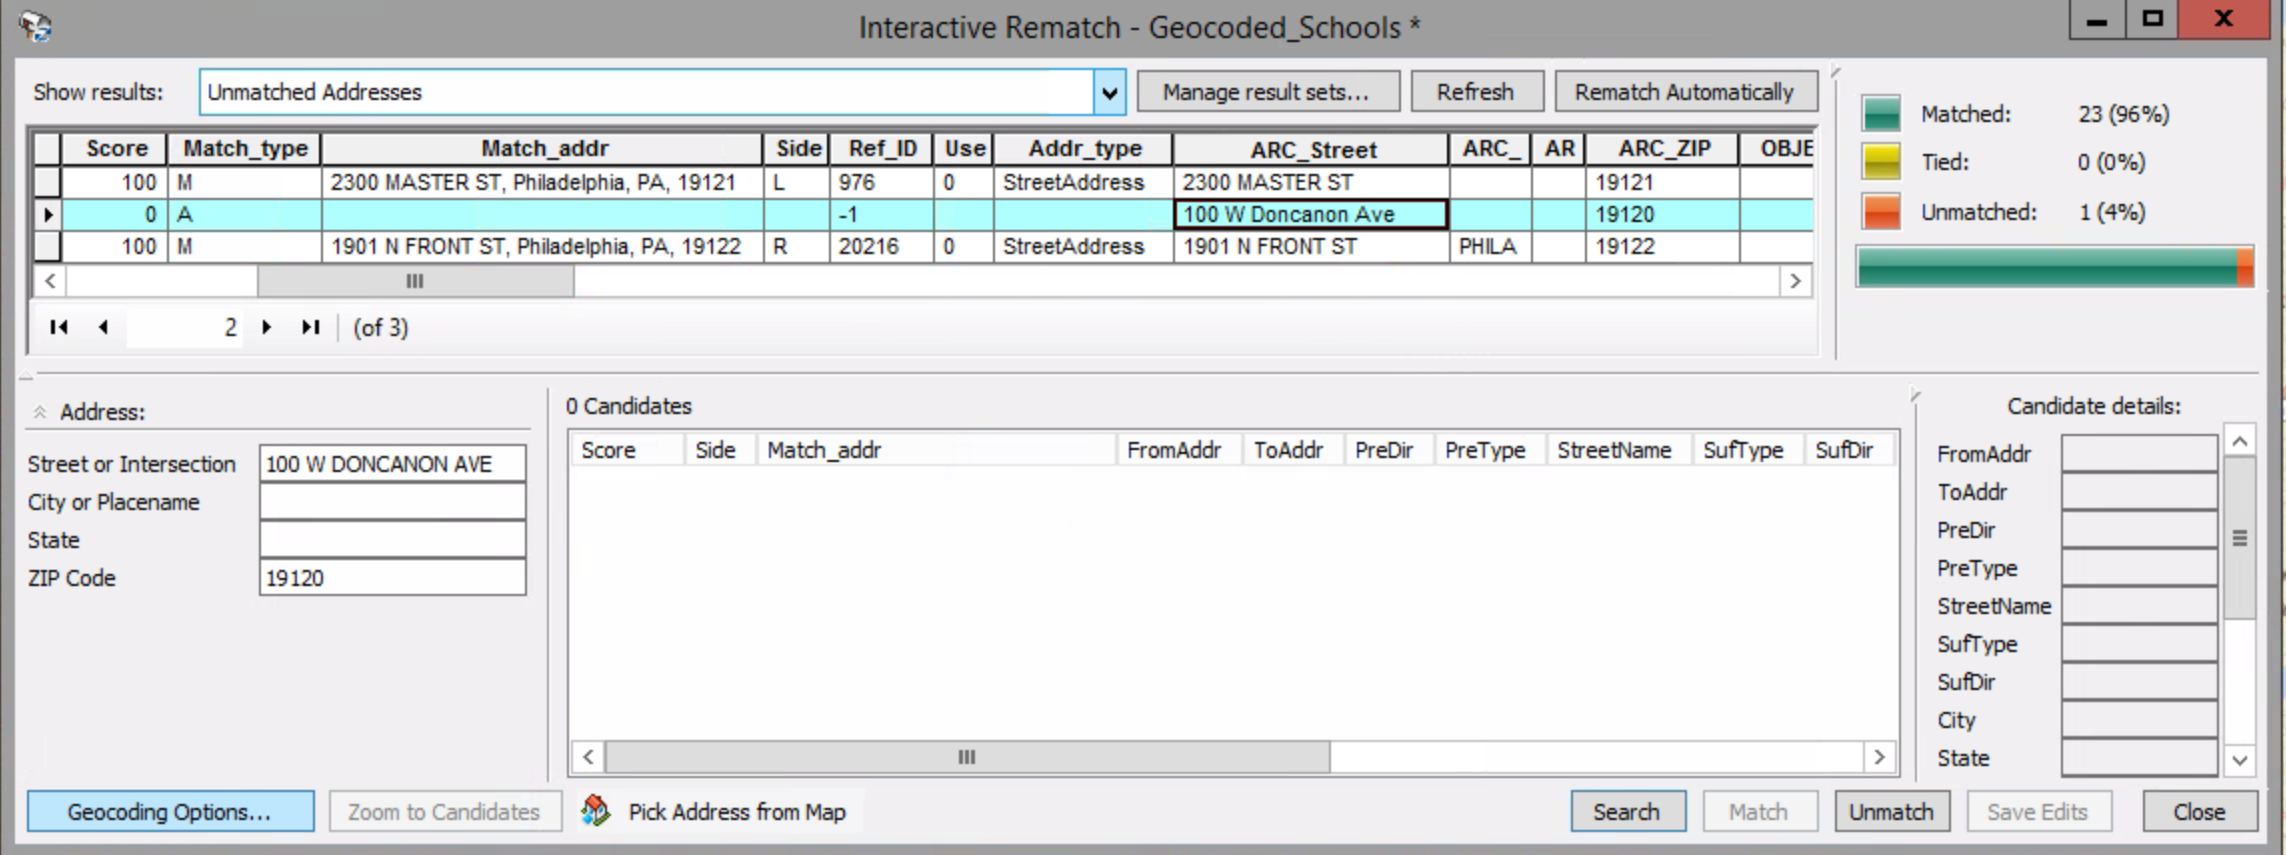 Interactive Rematch - Geocoded_Schools *
Show results: Unmatched Addresses Manage result sets... Refresh Rematch Automatically
Score Match_type Match_addr Side Ref_ID Use Addr_type ARC_Street ARC_ AR ARC_ZIP OBJE
100 M 2300 MASTER ST, Philadelphia, PA, 19121 L 976 0 StreetAddress 2300 MASTER ST 19121
0 A -1 100 W Doncanon Ave 19120
100 M 1901 N FRONT ST, Philadelphia, PA, 19122 R 20216 0 StreetAddress 1901 N FRONT ST PHILA 19122
2 (of 3)
Matched: 23 (96%)
Tied: 0 (0%)
Unmatched: 1 (4%)
Address:
Street or Intersection 100 W DONCANON AVE
City or Placename
State
ZIP Code 19120
0 Candidates
Score Side Match_addr FromAddr ToAddr PreDir PreType StreetName SufType SufDir
Candidate details:
FromAddr
ToAddr
PreDir
PreType
StreetName
SufType
SufDir
City
State
Geocoding Options... Zoom to Candidates Pick Address from Map Search Match Unmatch Save Edits Close